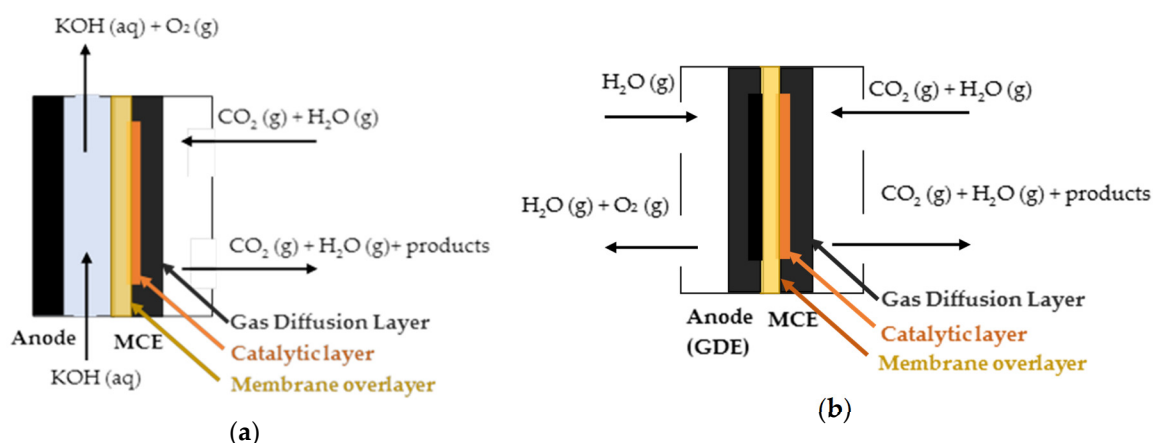 KOH (aq) + O₂ (g)
CO₂ (g) + H₂O (g)
CO₂ (g) + H₂O (g)+ products
Gas Diffusion Layer
Anode
MCE
Catalytic layer
KOH (aq)
Membrane overlayer
(a)
H₂O (g)
CO₂ (g) + H₂O (g)
H₂O (g) + O₂ (g)
CO₂ (g) + H₂O (g) + products
Gas Diffusion Layer
Anode
(GDE)
MCE
Catalytic layer
Membrane overlayer
(b)